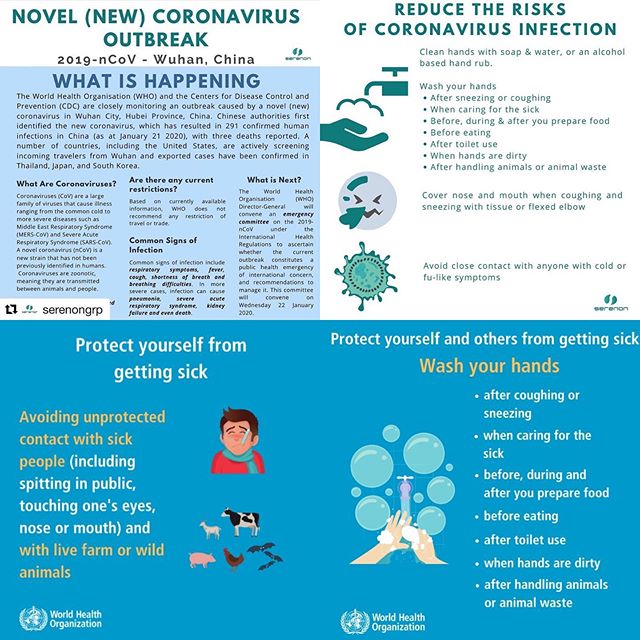 NOVEL (NEW) CORONAVIRUS
OUTBREAK
2019-nCoV - Wuhan, China
serenon
WHAT IS HAPPENING
The World Health Organisation (WHO) and the Centers for Disease Control and
Prevention (CDC) are closely monitoring an outbreak caused by a novel (new)
coronavirus in Wuhan City, Hubei Province, China. Chinese authorities first
identified the new coronavirus, which has resulted in 291 confirmed human
infections in China (as at January 21 2020), with three deaths reported. A
number of countries, including the United States, are actively screening
incoming travelers from Wuhan and exported cases have been confirmed in
Thailand, Japan, and South Korea.
What Are Coronaviruses?
Coronaviruses (CoV) are a large
family of viruses that cause illness
ranging from the common cold to
more severe diseases such as
Middle East Respiratory Syndrome
(MERS-CoV) and Severe Acute
Respiratory Syndrome (SARS-CoV).
A novel coronavirus (nCoV) is a
new strain that has not been
previously identified in humans.
Coronaviruses are zoonotic,
meaning they are transmitted
between animals and people.
Are there any current
restrictions?
Based on currently available
information, WHO does not
recommend any restriction of
travel or trade.
Common Signs of
Infection
Common signs of infection include
respiratory symptoms, fever,
cough, shortness of breath and
breathing difficulties. In more
severe cases, infection can cause
pneumonia, severe acute
respiratory syndrome, kidney
failure and even death.
What is Next?
The World Health
Organisation (WHO)
Director-General will
convene an emergency
committee on the 2019-
nCoV under the
International Health
Regulations to ascertain
whether the current
outbreak constitutes a
public health emergency
of international concern,
and recommendations to
manage it. This committee
will convene on
Wednesday 22 January
2020.
serenongrp
REDUCE THE RISKS
OF CORONAVIRUS INFECTION
Clean hands with soap & water, or an alcohol
based hand rub.
Wash your hands
• After sneezing or coughing
• When caring for the sick
• Before, during & after you prepare food
• Before eating
• After toilet use
• When hands are dirty
• After handling animals or animal waste
Cover nose and mouth when coughing and
sneezing with tissue or flexed elbow
Avoid close contact with anyone with cold or
fu-like symptoms
serenon
Protect yourself from
getting sick
Avoiding unprotected
contact with sick
people (including
spitting in public,
touching one's eyes,
nose or mouth) and
with live farm or wild
animals
World Health
Organization
Protect yourself and others from getting sick
Wash your hands
• after coughing or
sneezing
• when caring for the
sick
• before, during and
after you prepare food
• before eating
• after toilet use
• when hands are dirty
• after handling animals
or animal waste
World Health
Organization